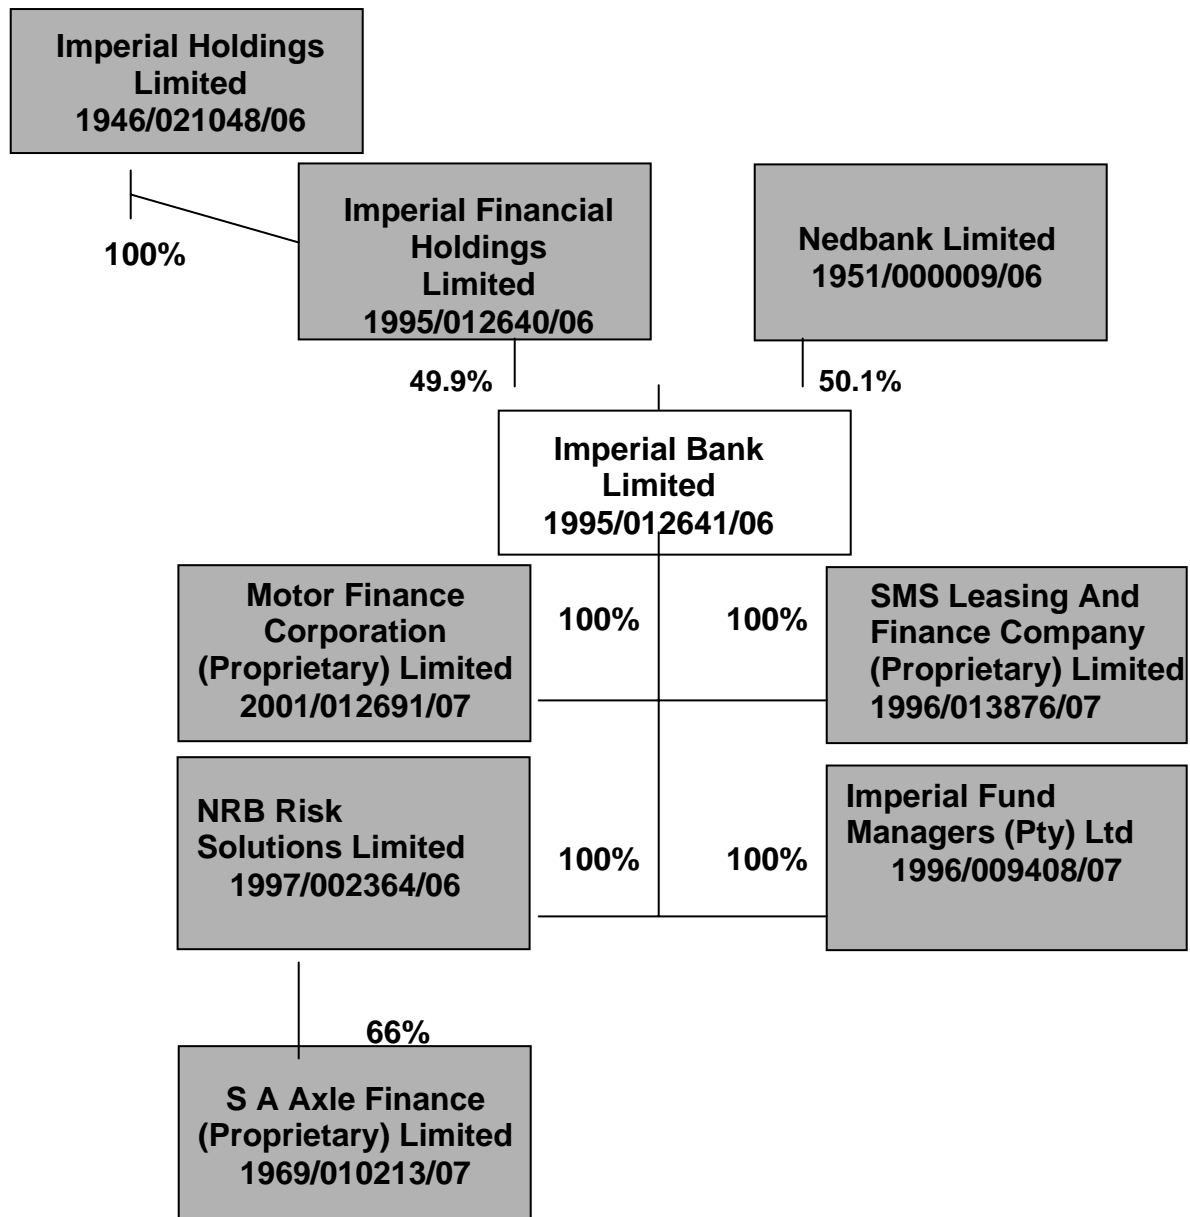 Imperial Holdings
Limited
1946/021048/06
100%
Imperial Financial
Holdings
Limited
1995/012640/06
Nedbank Limited
1951/000009/06
49.9%
50.1%
Imperial Bank
Limited
1995/012641/06
Motor Finance
Corporation
(Proprietary) Limited
2001/012691/07
100%
100%
SMS Leasing And
Finance Company
(Proprietary) Limited
1996/013876/07
NRB Risk
Solutions Limited
1997/002364/06
100%
100%
Imperial Fund
Managers (Pty) Ltd
1996/009408/07
66%
S A Axle Finance
(Proprietary) Limited
1969/010213/07